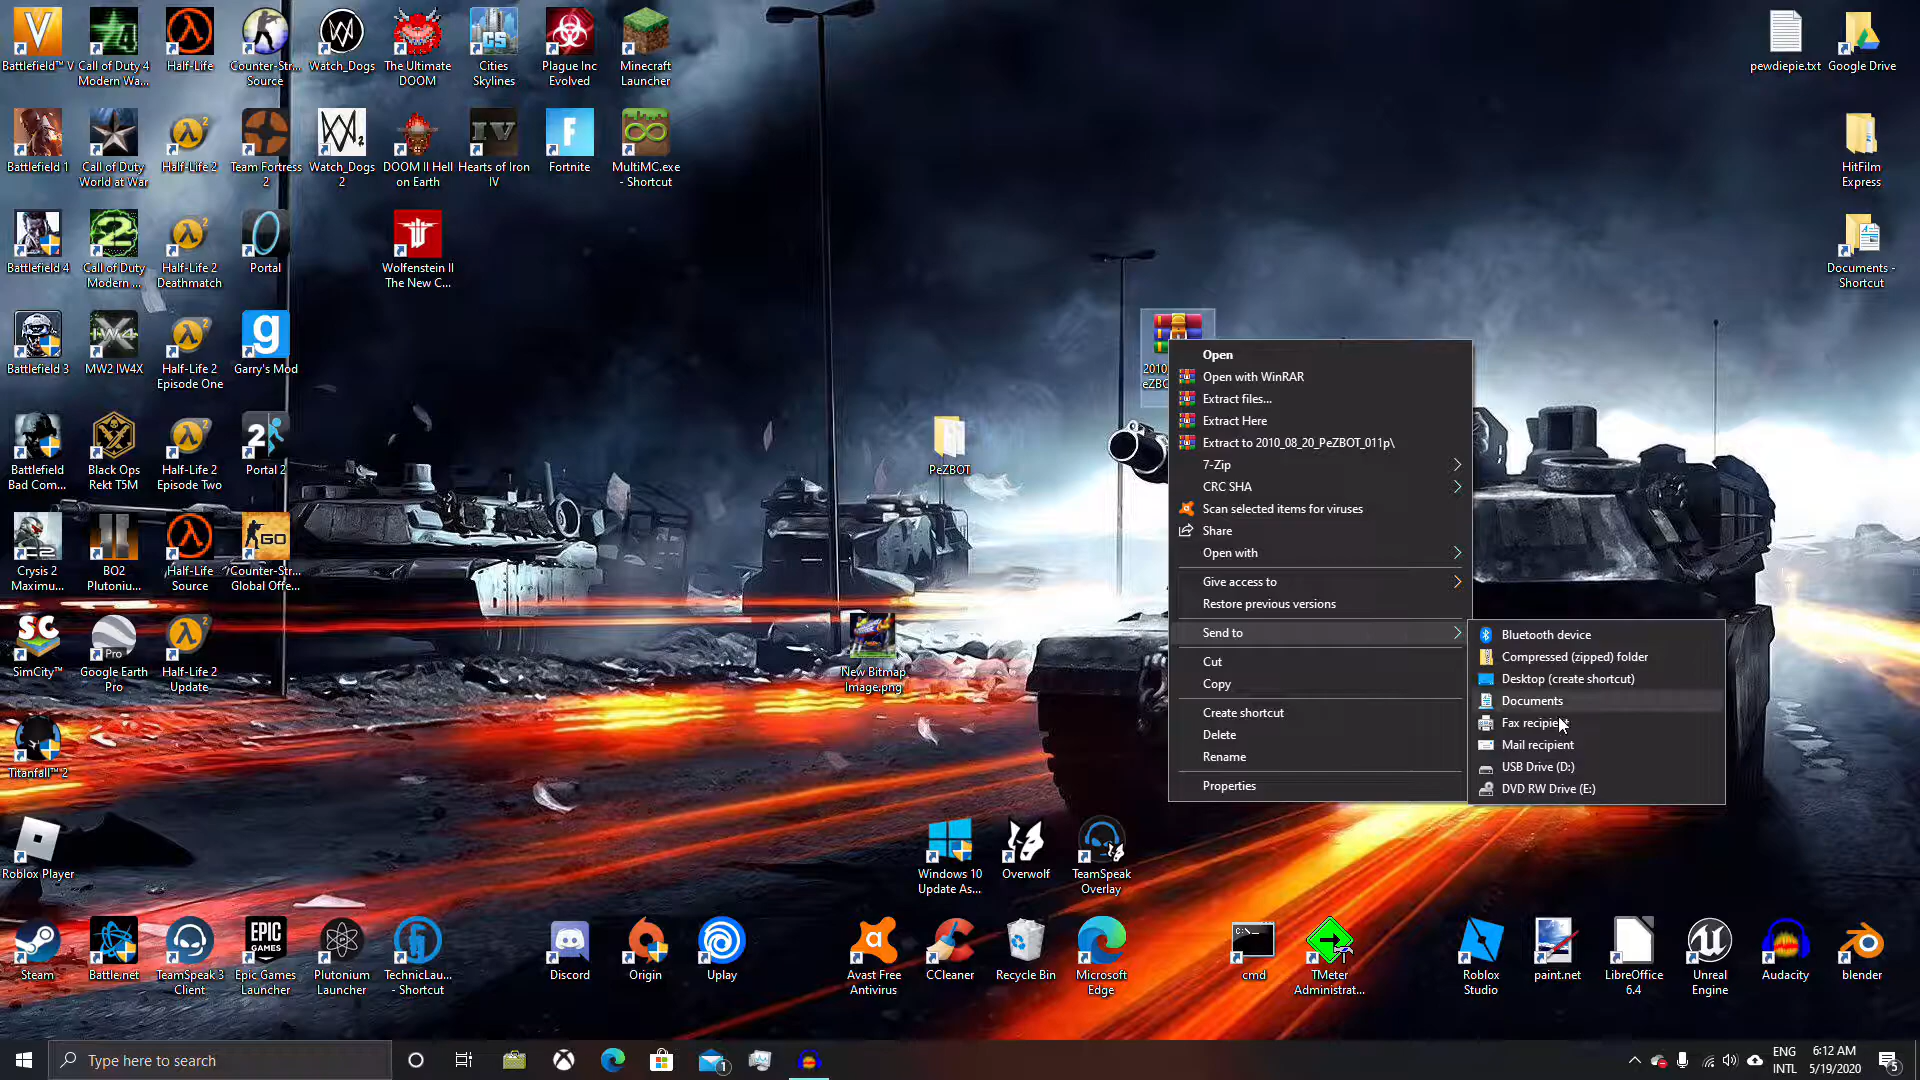 Battlefield™ V
Call of Duty 4
Modern Wa...
Half-Life
Counter-Str...
Source
Watch_Dogs
The Ultimate
DOOM
Cities
Skylines
Plague Inc
Evolved
Minecraft
Launcher
pewdiepie.txt
Google Drive
Battlefield 1
Call of Duty
World at War
Half-Life 2
Team Fortress
2
Watch_Dogs
2
DOOM II Hell
on Earth
Hearts of Iron
IV
Fortnite
MultiMC.exe
- Shortcut
HitFilm
Express
Battlefield 4
Call of Duty
Modern ...
Half-Life 2
Deathmatch
Portal
Wolfenstein II
The New C...
Documents -
Shortcut
Battlefield 3
MW2 IW4X
Half-Life 2
Episode One
Garry's Mod
2010
eZBO
Battlefield
Bad Com...
Black Ops
Rekt T5M
Half-Life 2
Episode Two
Portal 2
PeZBOT
Crysis 2
Maximu...
BO2
Plutoniu...
Half-Life
Source
Counter-Str...
Global Offe...
SimCity™
Google Earth
Pro
Half-Life 2
Update
New Bitmap
Image.png
Titanfall™ 2
Roblox Player
Windows 10
Update As...
Overwolf
TeamSpeak
Overlay
Steam
Battle.net
TeamSpeak 3
Client
Epic Games
Launcher
Plutonium
Launcher
TechnicLau...
- Shortcut
Discord
Origin
Uplay
Avast Free
Antivirus
CCleaner
Recycle Bin
Microsoft
Edge
cmd
TMeter
Administrat...
Roblox
Studio
paint.net
LibreOffice
6.4
Unreal
Engine
Audacity
blender
Open
Open with WinRAR
Extract files...
Extract Here
Extract to 2010_08_20_PeZBOT_011p\
7-Zip
CRC SHA
Scan selected items for viruses
Share
Open with
Give access to
Restore previous versions
Send to
Cut
Copy
Create shortcut
Delete
Rename
Properties
Bluetooth device
Compressed (zipped) folder
Desktop (create shortcut)
Documents
Fax recipient
Mail recipient
USB Drive (D:)
DVD RW Drive (E:)
Type here to search
1
ENG
INTL
6:12 AM
5/19/2020
5